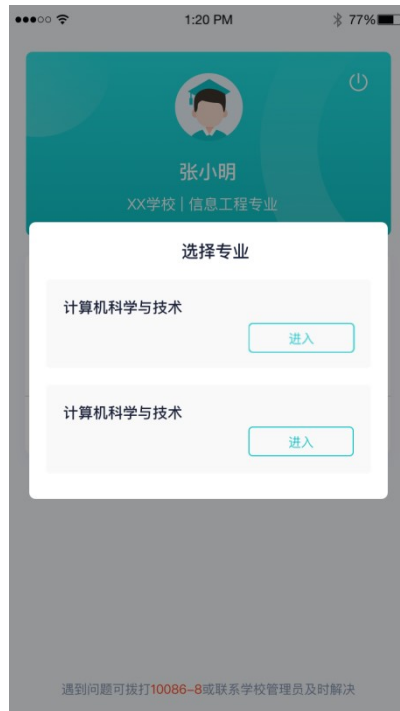 1:20 PM
77%
张小明
XX学校 | 信息工程专业
选择专业
计算机科学与技术
进入
计算机科学与技术
进入
遇到问题可拨打10086-8或联系学校管理员及时解决